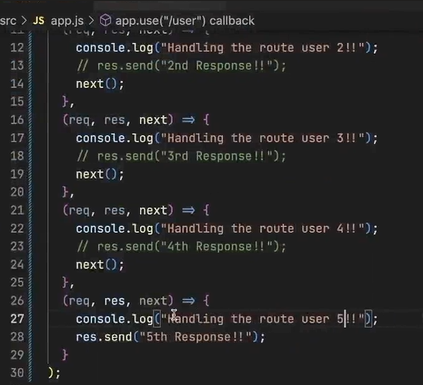 src > JS app.js > app.use("/user") callback
12 console.log("Handling the route user 2!!");
13 // res.send("2nd Response!!");
14 next();
15 },
16 (req, res, next) => {
17 console.log("Handling the route user 3!!");
18 // res.send("3rd Response!!");
19 next();
20 },
21 (req, res, next) => {
22 console.log("Handling the route user 4!!");
23 // res.send("4th Response!!");
24 next();
25 },
26 (req, res, next) => {
27 console.log("Handling the route user 5!!");
28 res.send("5th Response!!");
29 }
30 );